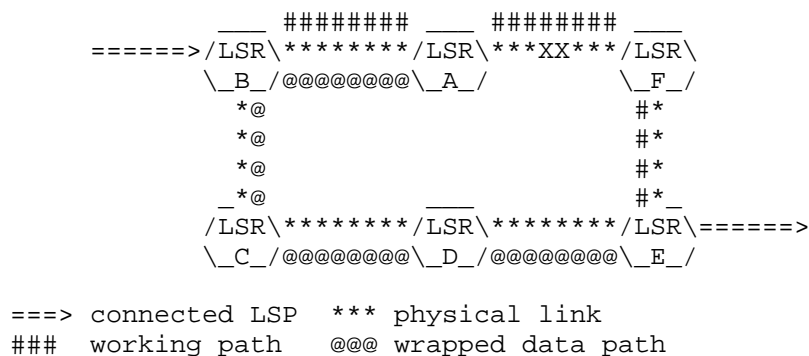 ___ ######## ___ ######## ___
   ======>/LSR\********/LSR\***XX***/LSR\
          \_B_/@@@@@@@@\_A_/        \_F_/
            *@                        #*
            *@                        #*
            *@                        #*
           _*@          ___           #*_
          /LSR\********/LSR\********/LSR\======>
          \_C_/@@@@@@@@\_D_/@@@@@@@@\_E_/
===> connected LSP  *** physical link
###  working path   @@@ wrapped data path